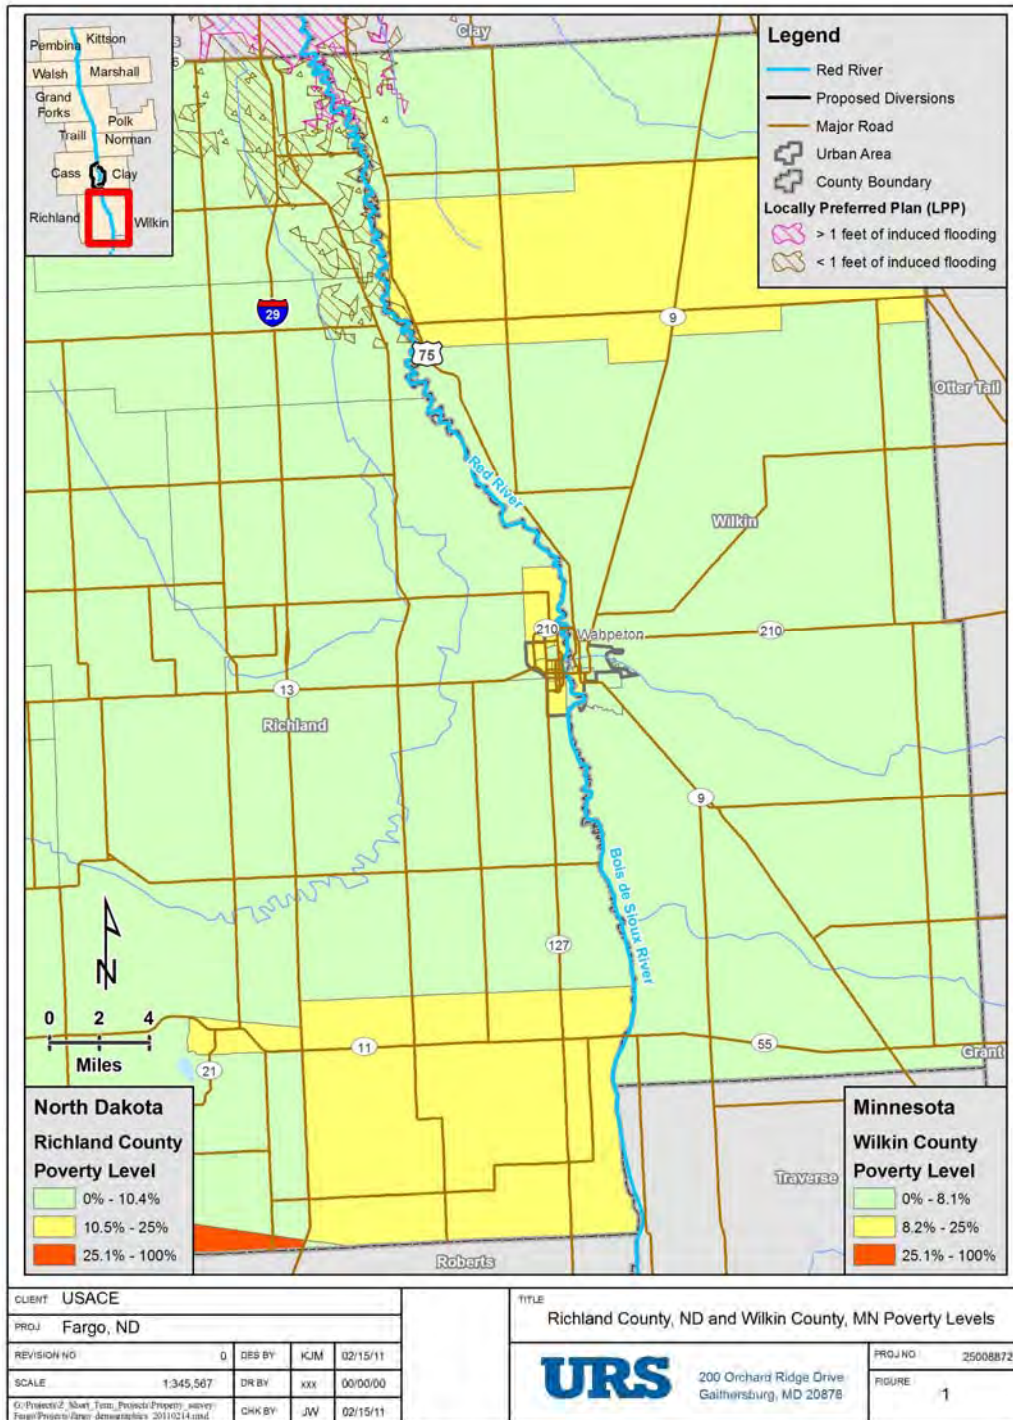 Pembina
Kittson
Walsh
Marshall
Grand
Forks
Polk
Traill
Norman
Cass
Clay
Richland
Wilkin
Clay
Legend
Red River
Proposed Diversions
Major Road
Urban Area
County Boundary
Locally Preferred Plan (LPP)
> 1 feet of induced flooding
< 1 feet of induced flooding
29
75
9
Otter Tail
Red River
Wilkin
210
Wahpeton
210
13
Richland
9
Bois de Sioux River
127
N
0 2 4
Miles
11
55
21
Grant
Traverse
Roberts
North Dakota
Richland County
Poverty Level
0% - 10.4%
10.5% - 25%
25.1% - 100%
Minnesota
Wilkin County
Poverty Level
0% - 8.1%
8.2% - 25%
25.1% - 100%
CLIENT USACE
PROJ Fargo, ND
REVISION NO 0 DES BY KJM 02/15/11
SCALE 1:345,567 DR BY xxx 00/00/00
CHK BY JW 02/15/11
TITLE
Richland County, ND and Wilkin County, MN Poverty Levels
URS
200 Orchard Ridge Drive
Gaithersburg, MD 20878
PROJ NO 25008872
FIGURE 1